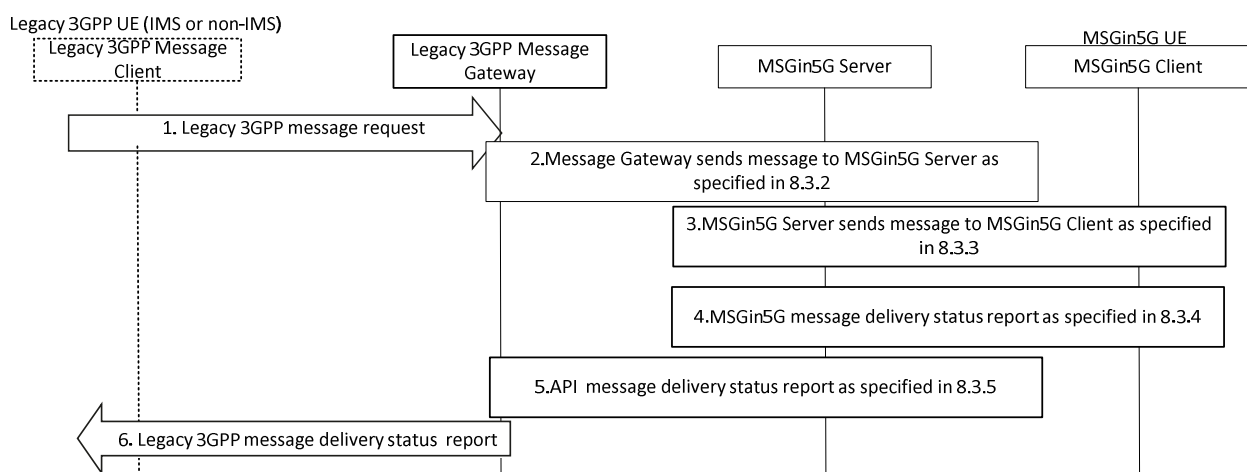 Legacy 3GPP UE (IMS or non-IMS)
Legacy 3GPP Message
Client
Legacy 3GPP Message
Gateway
MSGin5G Server
MSGin5G UE
MSGin5G Client
1. Legacy 3GPP message request
2.Message Gateway sends message to MSGin5G Server as
specified in 8.3.2
3.MSGin5G Server sends message to MSGin5G Client as specified
in 8.3.3
4.MSGin5G message delivery status report as specified in 8.3.4
5.API message delivery status report as specified in 8.3.5
6. Legacy 3GPP message delivery status report